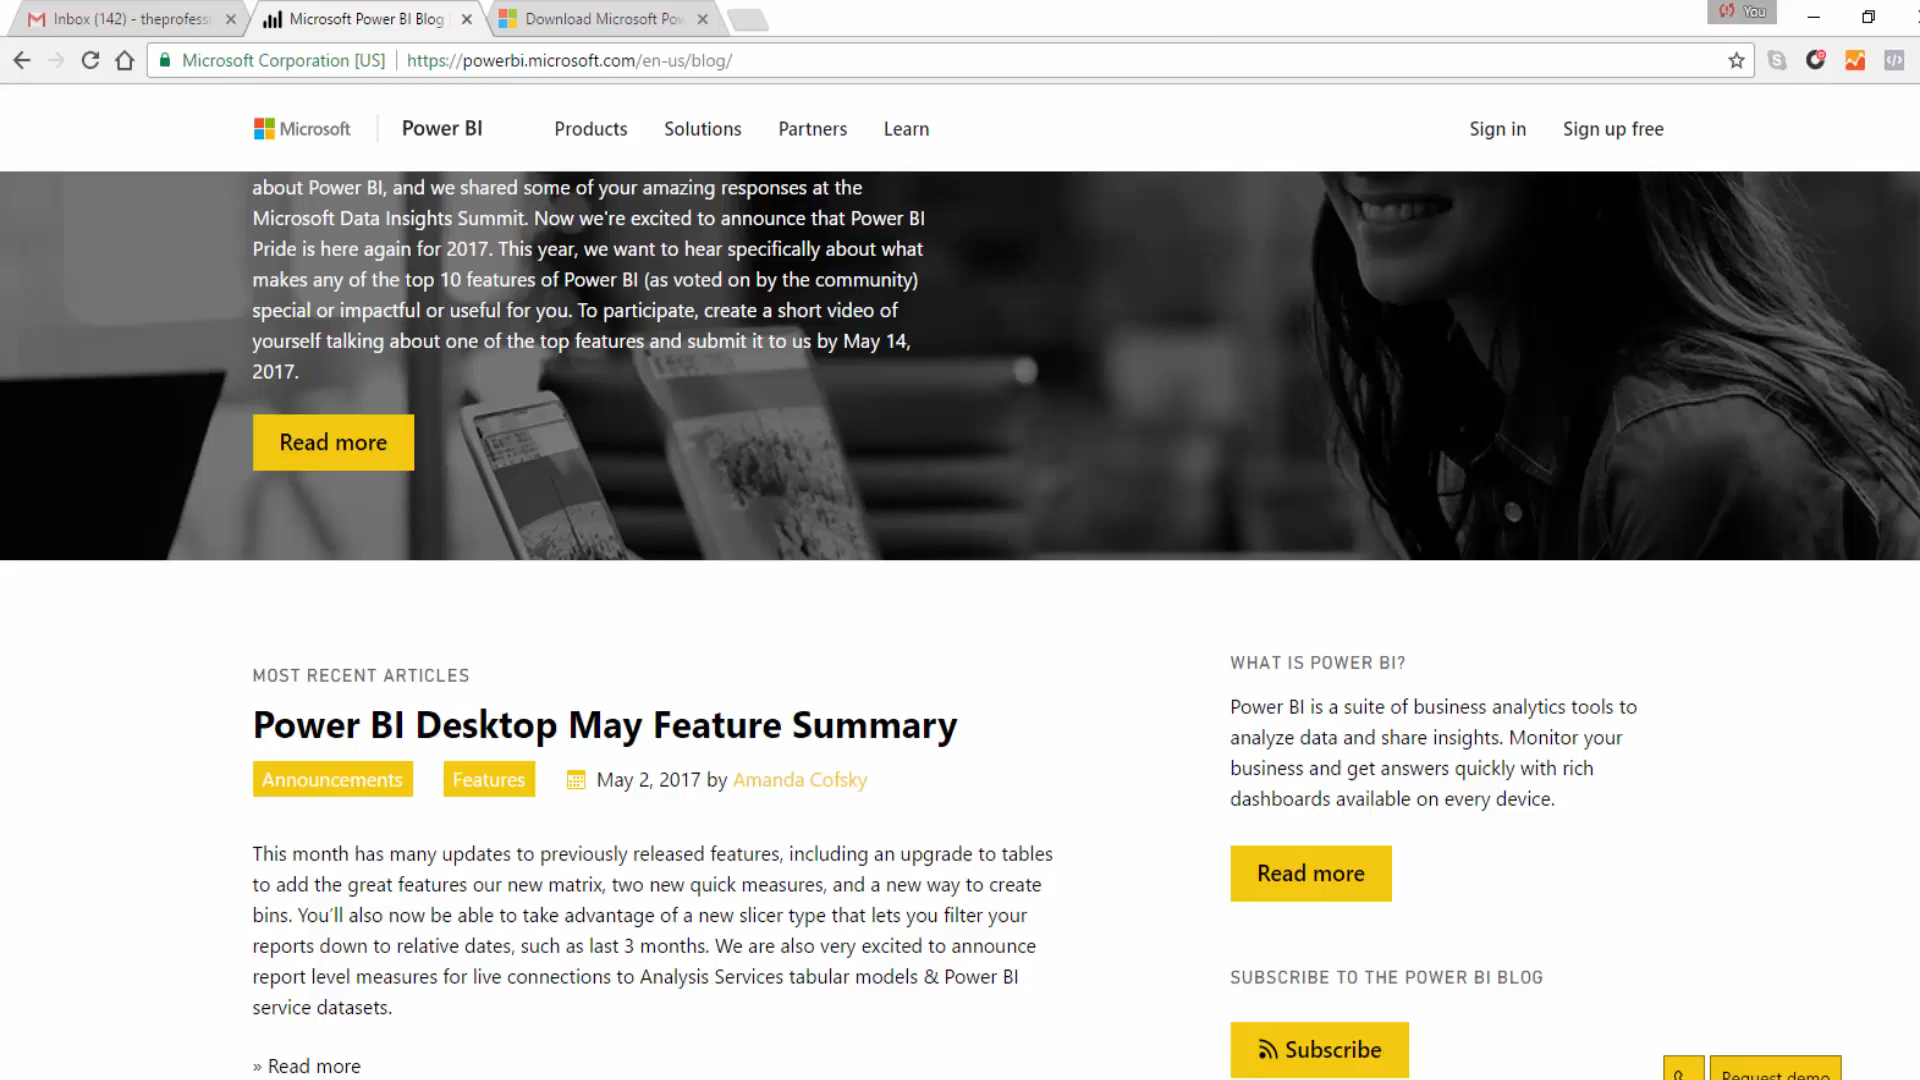 Inbox (142) - theprofess
Microsoft Power BI Blog
Download Microsoft Pow
You
Microsoft Corporation [US]
https://powerbi.microsoft.com/en-us/blog/
Microsoft
Power BI
Products
Solutions
Partners
Learn
Sign in
Sign up free
about Power BI, and we shared some of your amazing responses at the
Microsoft Data Insights Summit. Now we're excited to announce that Power BI
Pride is here again for 2017. This year, we want to hear specifically about what
makes any of the top 10 features of Power BI (as voted on by the community)
special or impactful or useful for you. To participate, create a short video of
yourself talking about one of the top features and submit it to us by May 14,
2017.
Read more
MOST RECENT ARTICLES
Power BI Desktop May Feature Summary
Announcements
Features
May 2, 2017 by Amanda Cofsky
This month has many updates to previously released features, including an upgrade to tables
to add the great features our new matrix, two new quick measures, and a new way to create
bins. You'll also now be able to take advantage of a new slicer type that lets you filter your
reports down to relative dates, such as last 3 months. We are also very excited to announce
report level measures for live connections to Analysis Services tabular models & Power BI
service datasets.
» Read more
WHAT IS POWER BI?
Power BI is a suite of business analytics tools to
analyze data and share insights. Monitor your
business and get answers quickly with rich
dashboards available on every device.
Read more
SUBSCRIBE TO THE POWER BI BLOG
Subscribe
Request demo